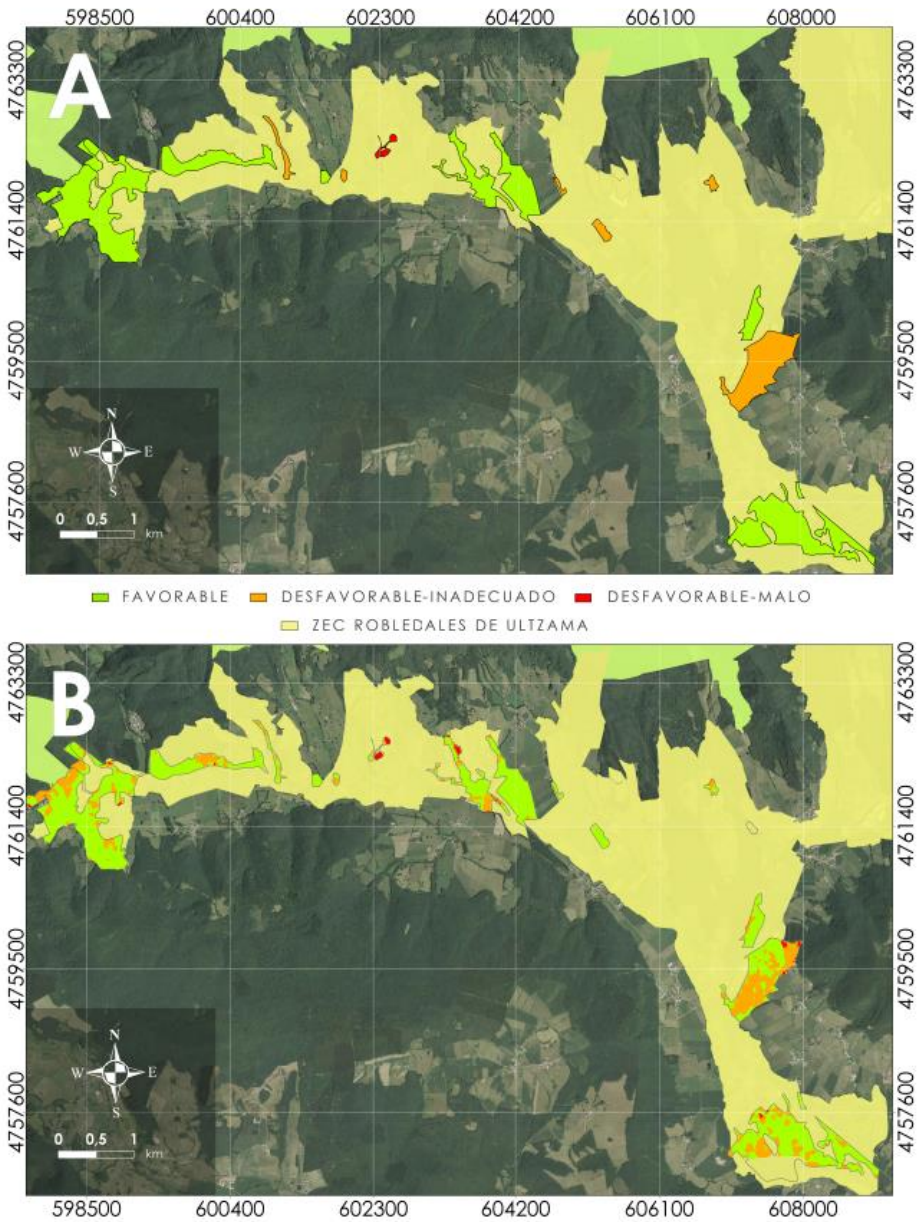 598500 600404 602300 604200 606100 608000
A
4763300
4763300
4761400
4761400
4759500
4759500
4757600
4757600
N
W E
S
0 0,5 1
km
FAVORABLE DESFAVORABLE-INADECUADO DESFAVORABLE-MALO
ZEC ROBLEDALES DE ULTZAMA
B
4763300
4763300
4761400
4761400
4759500
4759500
4757600
4757600
N
W E
S
0 0,5 1
km
598500 600404 602300 604200 606100 608000